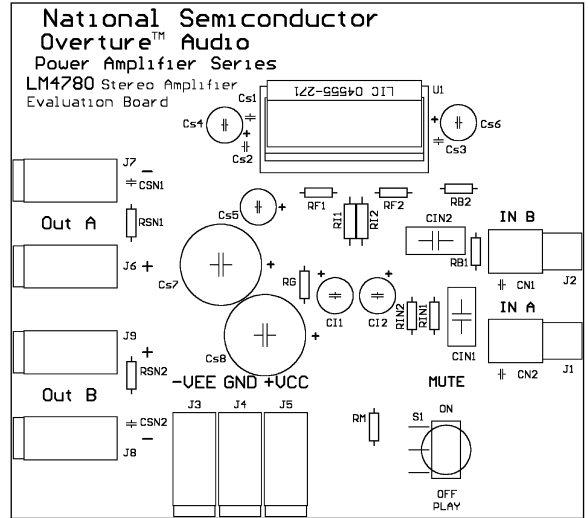 National Semiconductor
Overture™ Audio
Power Amplifier Series
LM4780 Stereo Amplifier
Evaluation Board
LIC 04555-271
U1
Cs1
Cs4
+
Cs2
+
Cs6
Cs3
J7
-
CSN1
RSN1
Out A
J6 +
Cs5
+
Cs7
+
RF1
RI1
RI2
RF2
RB2
CIN2
RB1
IN B
J2
CN1
RG
+
CI1
+
CI2
RIN2
RIN1
CIN1
IN A
J1
CN2
Cs8
+
J9
+
RSN2
Out B
CSN2
-
J8
-VEE GND +VCC
J3 J4 J5
MUTE
RM
S1
ON
OFF
PLAY